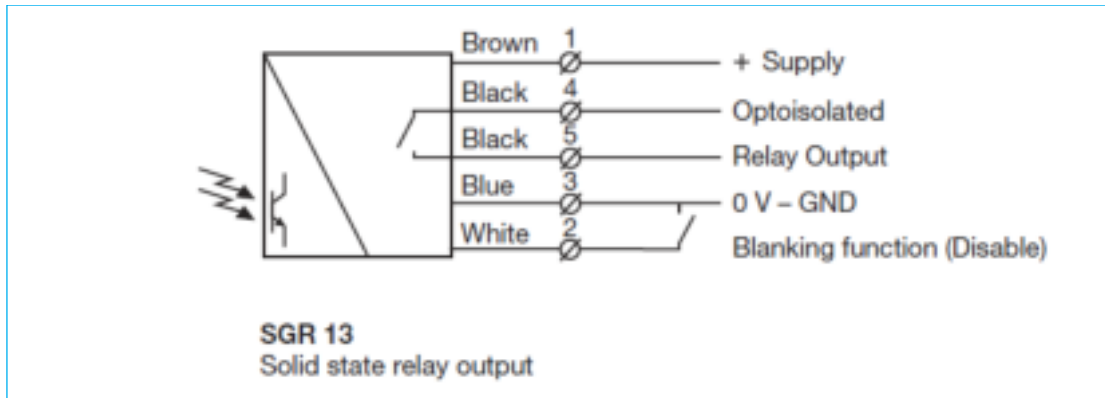 Brown 1 + Supply
Black 4 Optoisolated
Black 5 Relay Output
Blue 3 0 V – GND
White 2 Blanking function (Disable)
SGR 13
Solid state relay output